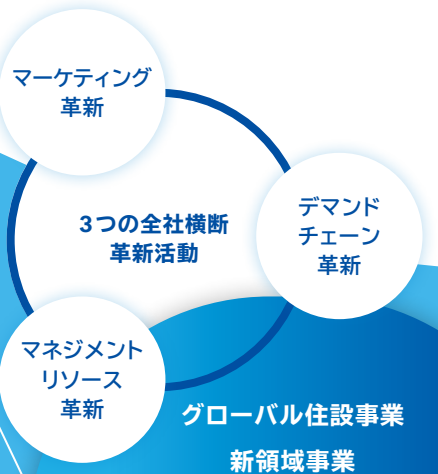 マーケティング
革新
3つの全社横断
革新活動
デマンド
チェーン
革新
マネジメント
リソース
革新
グローバル住設事業
新領域事業